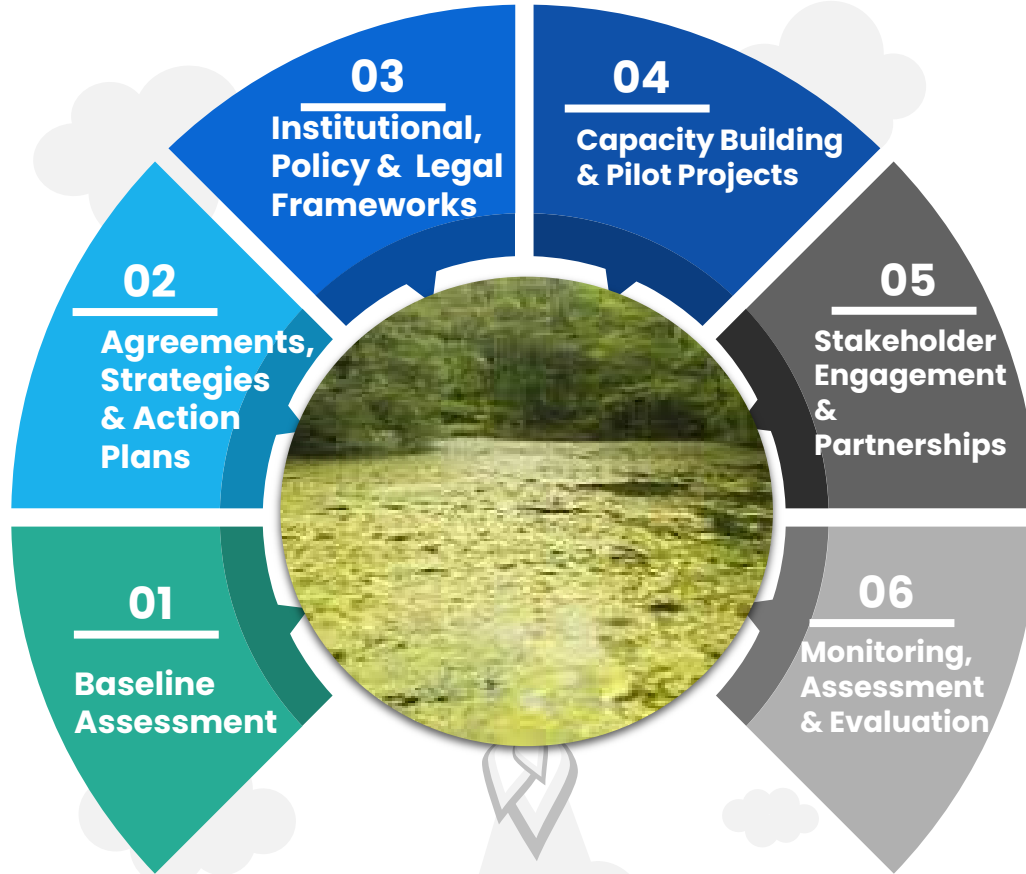 01
Baseline
Assessment
02
Agreements,
Strategies
& Action
Plans
03
Institutional,
Policy & Legal
Frameworks
04
Capacity Building
& Pilot Projects
05
Stakeholder
Engagement
&
Partnerships
06
Monitoring,
Assessment
& Evaluation